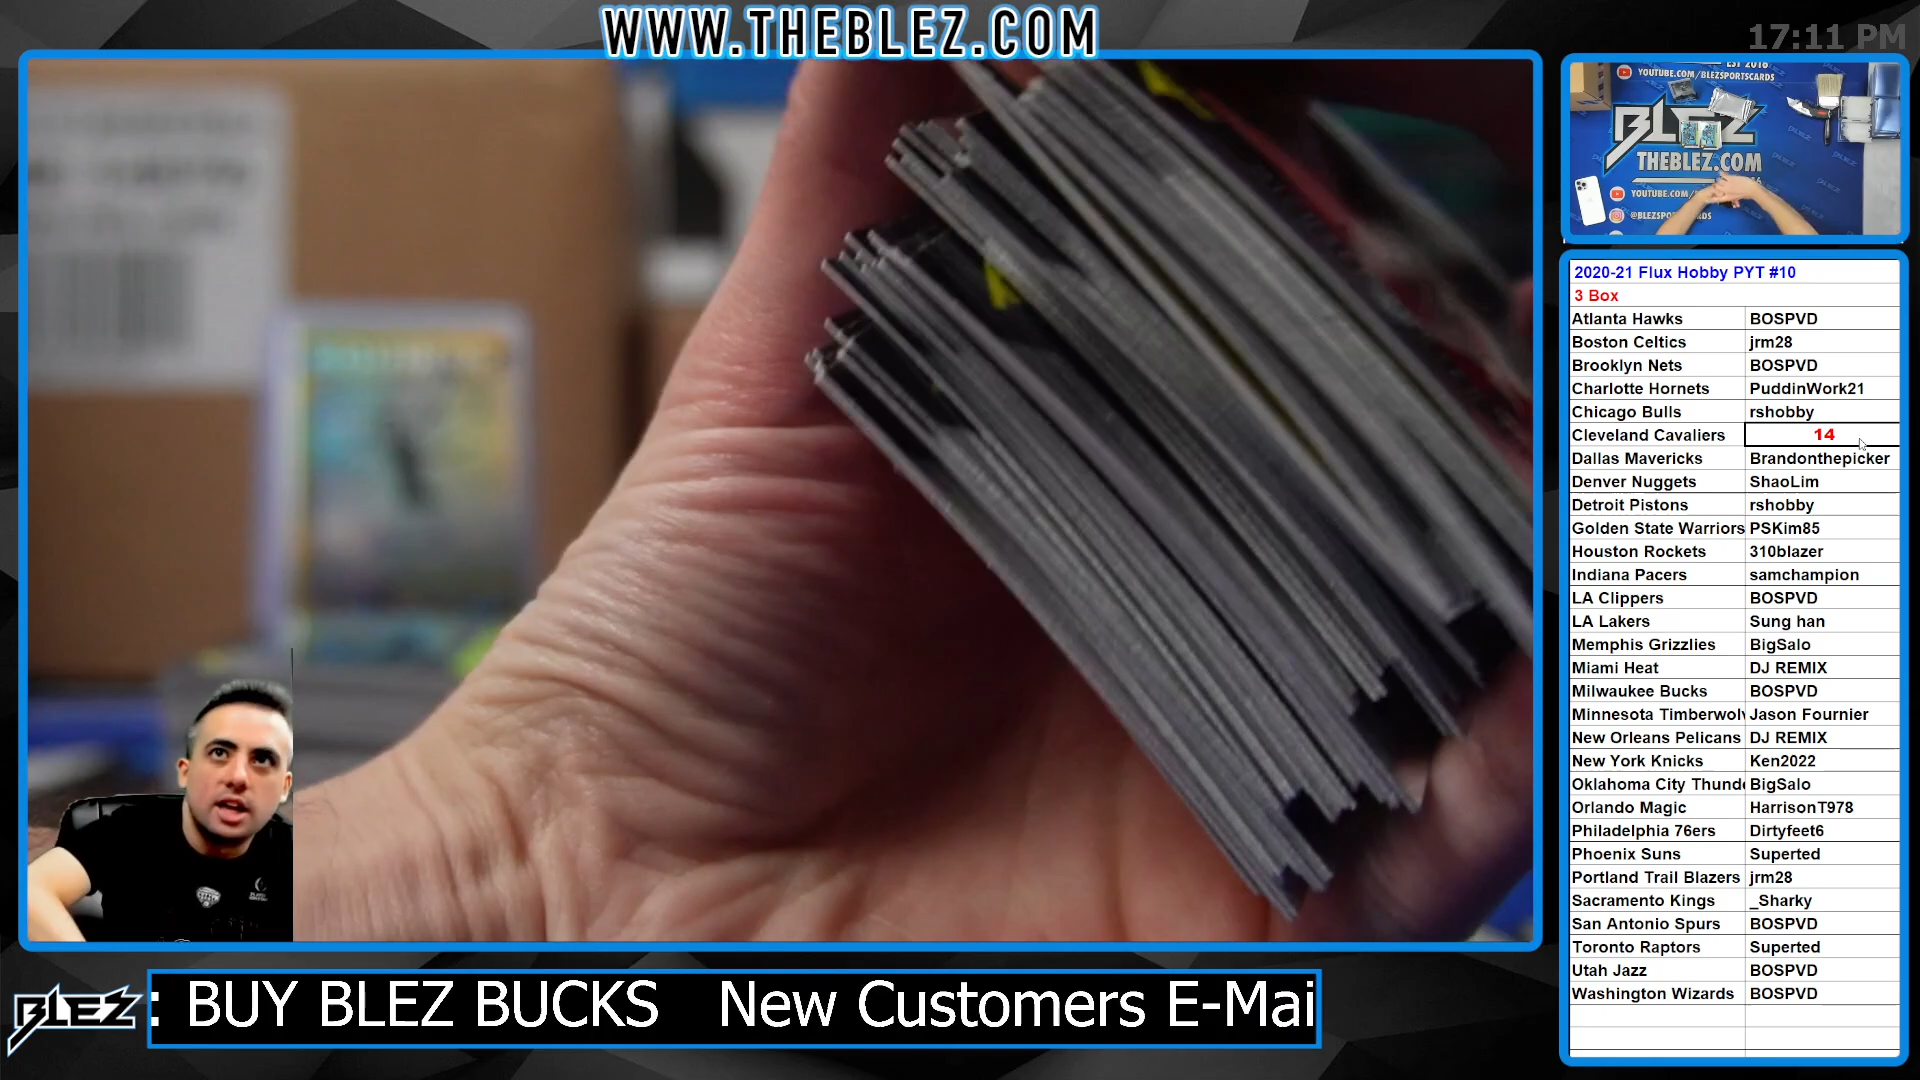 WWW.THEBLEZ.COM
17:11 PM
EST 2016
YOUTUBE.COM/BLEZSPORTSCARDS
BLEZ
THEBLEZ.COM
2020-21 Flux Hobby PYT #10
3 Box
Atlanta Hawks BOSPVD
Boston Celtics jrm28
Brooklyn Nets BOSPVD
Charlotte Hornets PuddinWork21
Chicago Bulls rshobby
Cleveland Cavaliers 14
Dallas Mavericks Brandonthepicker
Denver Nuggets ShaoLim
Detroit Pistons rshobby
Golden State Warriors PSKim85
Houston Rockets 310blazer
Indiana Pacers samchampion
LA Clippers BOSPVD
LA Lakers Sung han
Memphis Grizzlies BigSalo
Miami Heat DJ REMIX
Milwaukee Bucks BOSPVD
Minnesota Timberwolv Jason Fournier
New Orleans Pelicans DJ REMIX
New York Knicks Ken2022
Oklahoma City Thunde BigSalo
Orlando Magic HarrisonT978
Philadelphia 76ers Dirtyfeet6
Phoenix Suns Superted
Portland Trail Blazers jrm28
Sacramento Kings _Sharky
San Antonio Spurs BOSPVD
Toronto Raptors Superted
Utah Jazz BOSPVD
Washington Wizards BOSPVD
BLEZ : BUY BLEZ BUCKS New Customers E-Mai